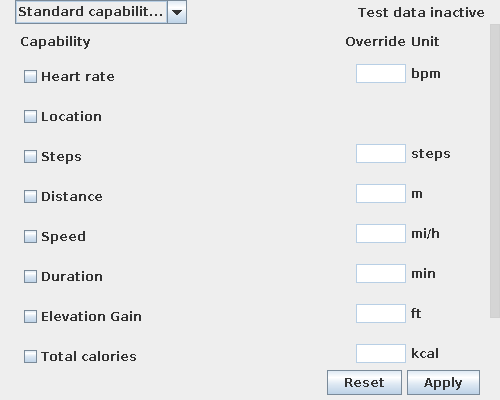 Standard capabilit...
Test data inactive
Capability Override Unit
Heart rate bpm
Location
Steps steps
Distance m
Speed mi/h
Duration min
Elevation Gain ft
Total calories kcal
Reset Apply